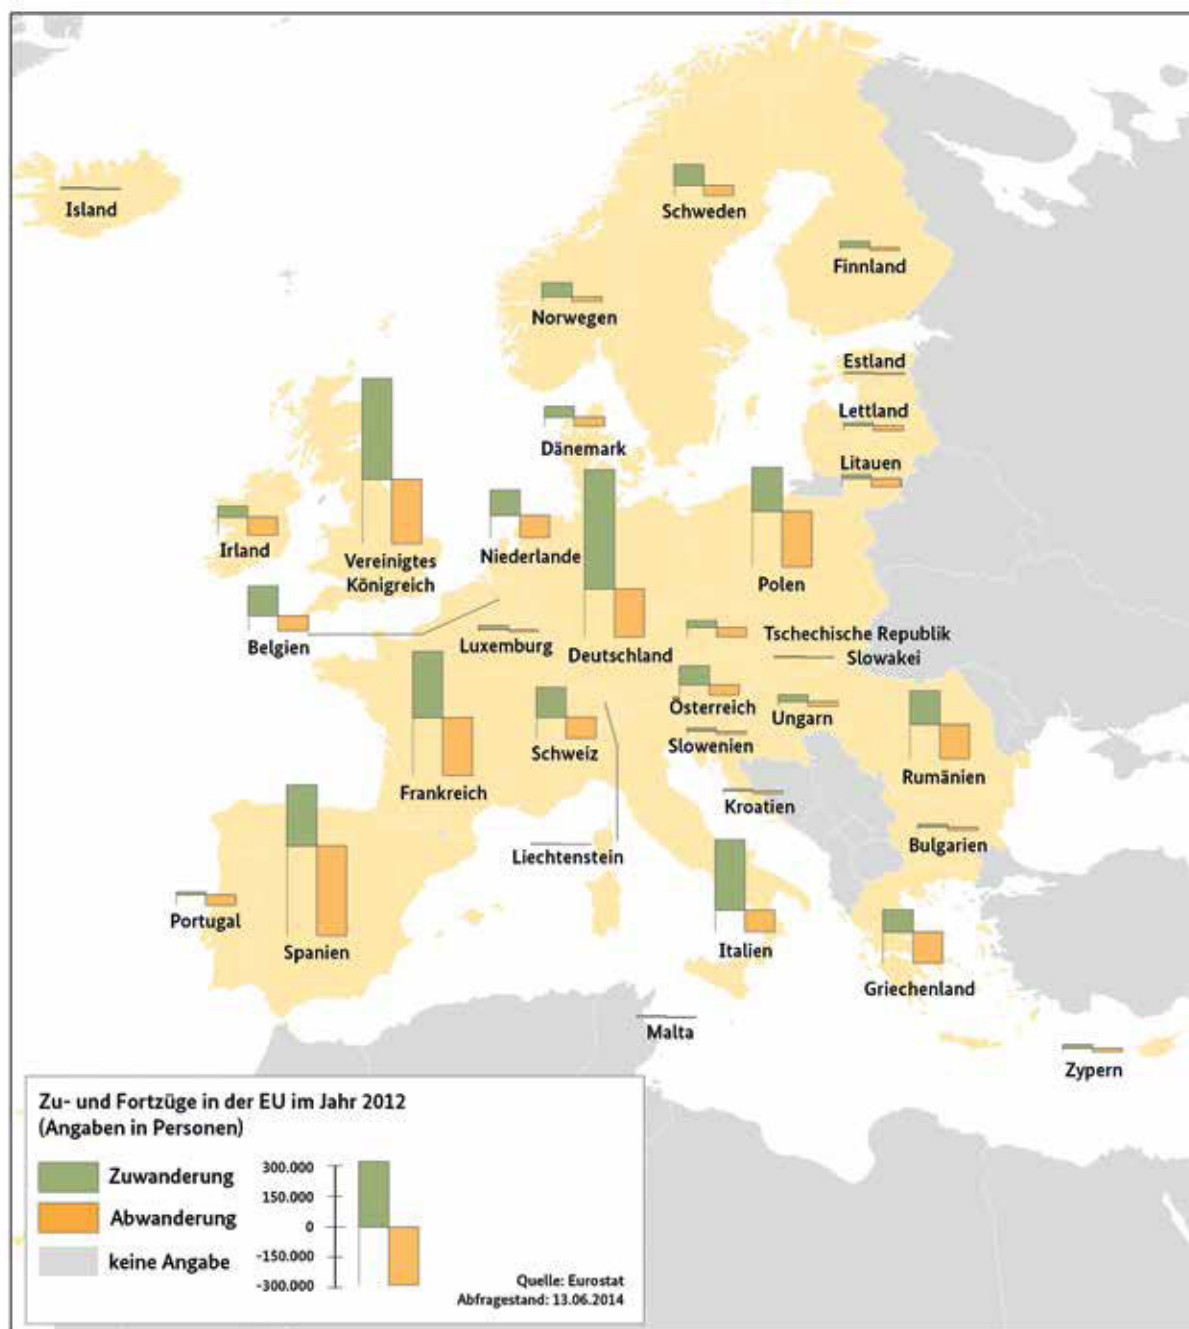 Island
Schweden
Finnland
Norwegen
Estland
Lettland
Dänemark
Litauen
Irland
Vereinigtes
Königreich
Niederlande
Polen
Belgien
Luxemburg
Deutschland
Tschechische Republik
Slowakei
Österreich
Ungarn
Schweiz
Slowenien
Rumänien
Frankreich
Kroatien
Bulgarien
Liechtenstein
Portugal
Spanien
Italien
Griechenland
Malta
Zypern
Zu- und Fortzüge in der EU im Jahr 2012
(Angaben in Personen)
Zuwanderung
Abwanderung
keine Angabe
300.000
150.000
0
-150.000
-300.000
Quelle: Eurostat
Abfragestand: 13.06.2014